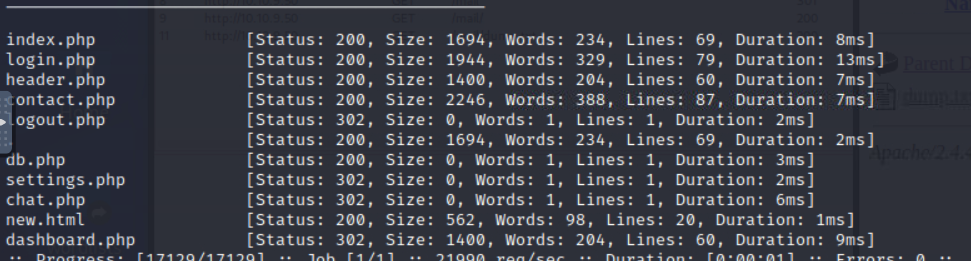 index.php [Status: 200, Size: 1694, Words: 234, Lines: 69, Duration: 8ms]
login.php [Status: 200, Size: 1944, Words: 329, Lines: 79, Duration: 13ms]
header.php [Status: 200, Size: 1400, Words: 204, Lines: 60, Duration: 7ms]
contact.php [Status: 200, Size: 2246, Words: 388, Lines: 87, Duration: 7ms]
logout.php [Status: 302, Size: 0, Words: 1, Lines: 1, Duration: 2ms]
[Status: 200, Size: 1694, Words: 234, Lines: 69, Duration: 2ms]
db.php [Status: 200, Size: 0, Words: 1, Lines: 1, Duration: 3ms]
settings.php [Status: 302, Size: 0, Words: 1, Lines: 1, Duration: 2ms]
chat.php [Status: 302, Size: 0, Words: 1, Lines: 1, Duration: 6ms]
new.html [Status: 200, Size: 562, Words: 98, Lines: 20, Duration: 1ms]
dashboard.php [Status: 302, Size: 1400, Words: 204, Lines: 60, Duration: 9ms]
:: Progress: [17129/17129] :: Job [1/1] :: 21990 req/sec :: Duration: [0:00:01] :: Errors: 0 ::
Parent D
Apache/2.4.4